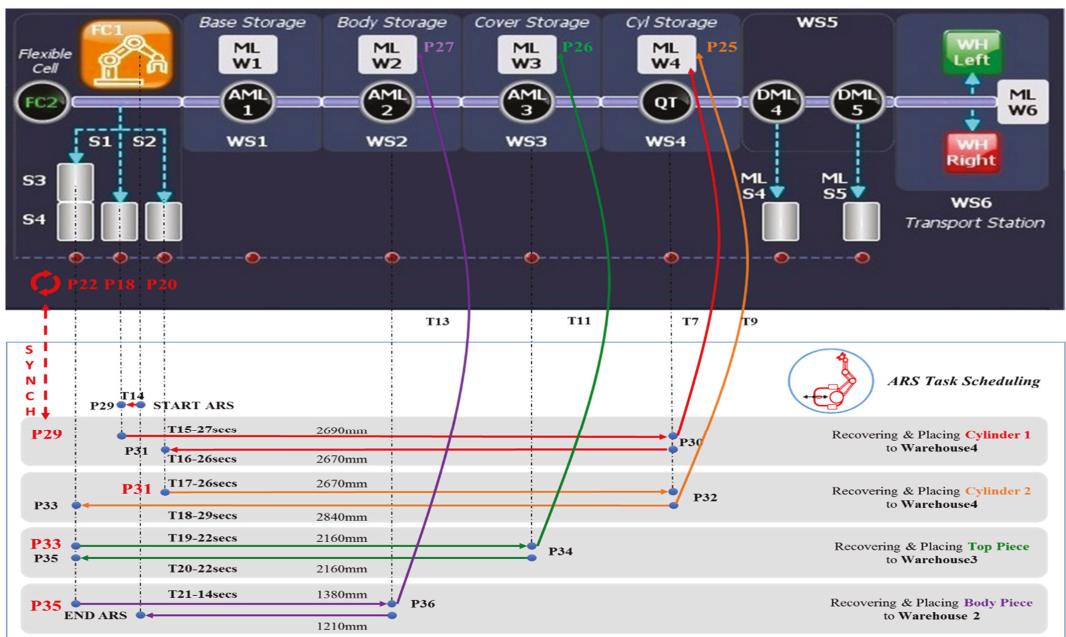 FC1
Flexible
Cell
FC2
Base Storage
ML
W1
AML
1
WS1
Body Storage
ML
W2
P27
AML
2
WS2
Cover Storage
ML
W3
P26
AML
3
WS3
Cyl Storage
ML
W4
P25
QT
WS4
WS5
DML
4
DML
5
ML
S4
ML
S5
WH
Left
ML
W6
WH
Right
WS6
Transport Station
S1
S2
S3
S4
P22
P18
P20
T13
T11
T7
T9
SYNCH
ARS Task Scheduling
T14
P29
START ARS
P29
T15-27secs
2690mm
P30
P31
T16-26secs
2670mm
Recovering & Placing Cylinder 1
to Warehouse4
P31
T17-26secs
2670mm
P32
P33
T18-29secs
2840mm
Recovering & Placing Cylinder 2
to Warehouse4
P33
T19-22secs
2160mm
P34
P35
T20-22secs
2160mm
Recovering & Placing Top Piece
to Warehouse3
P35
T21-14secs
1380mm
P36
END ARS
1210mm
Recovering & Placing Body Piece
to Warehouse 2